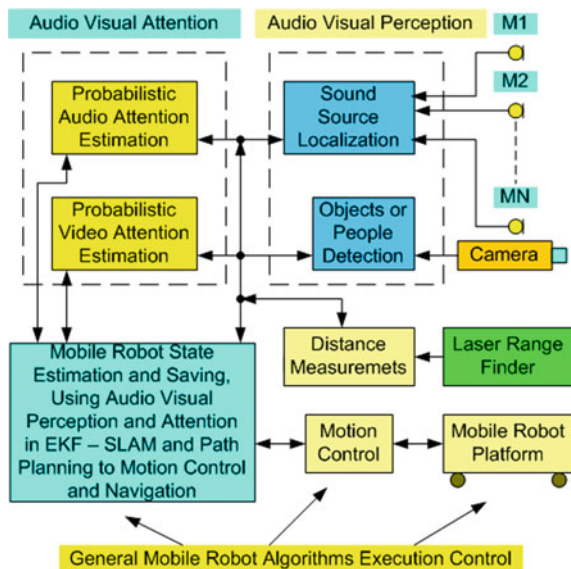 Audio Visual Attention
Audio Visual Perception
M1
M2
MN
Probabilistic
Audio Attention
Estimation
Sound
Source
Localization
Probabilistic
Video Attention
Estimation
Objects or
People
Detection
Camera
Mobile Robot State
Estimation and Saving,
Using Audio Visual
Perception and Attention
in EKF – SLAM and Path
Planning to Motion Control
and Navigation
Distance
Measuremets
Laser Range
Finder
Motion
Control
Mobile Robot
Platform
General Mobile Robot Algorithms Execution Control